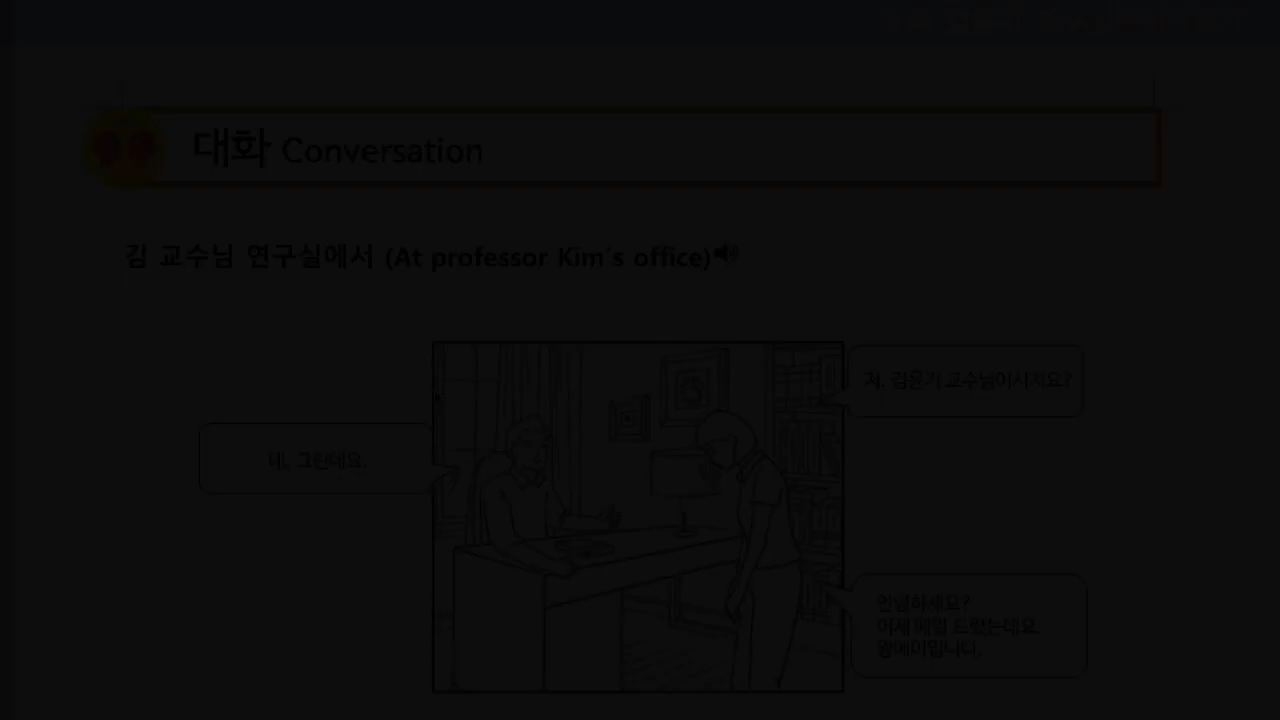 대화 Conversation
김 교수님 연구실에서 (At professor Kim's office)
저, 김윤기 교수님이시지요?
네, 그런데요.
안녕하세요?
어제 메일 드렸는데요.
왕메이입니다.